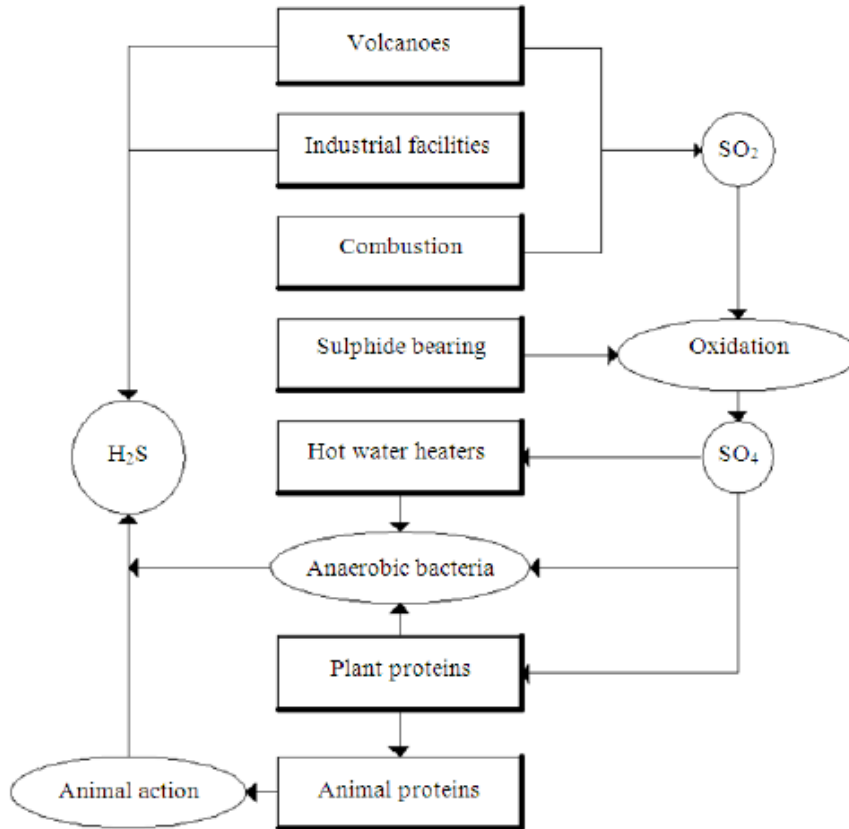 Volcanoes
Industrial facilities
SO₂
Combustion
Sulphide bearing
Oxidation
H₂S
Hot water heaters
SO₄
Anaerobic bacteria
Plant proteins
Animal action
Animal proteins